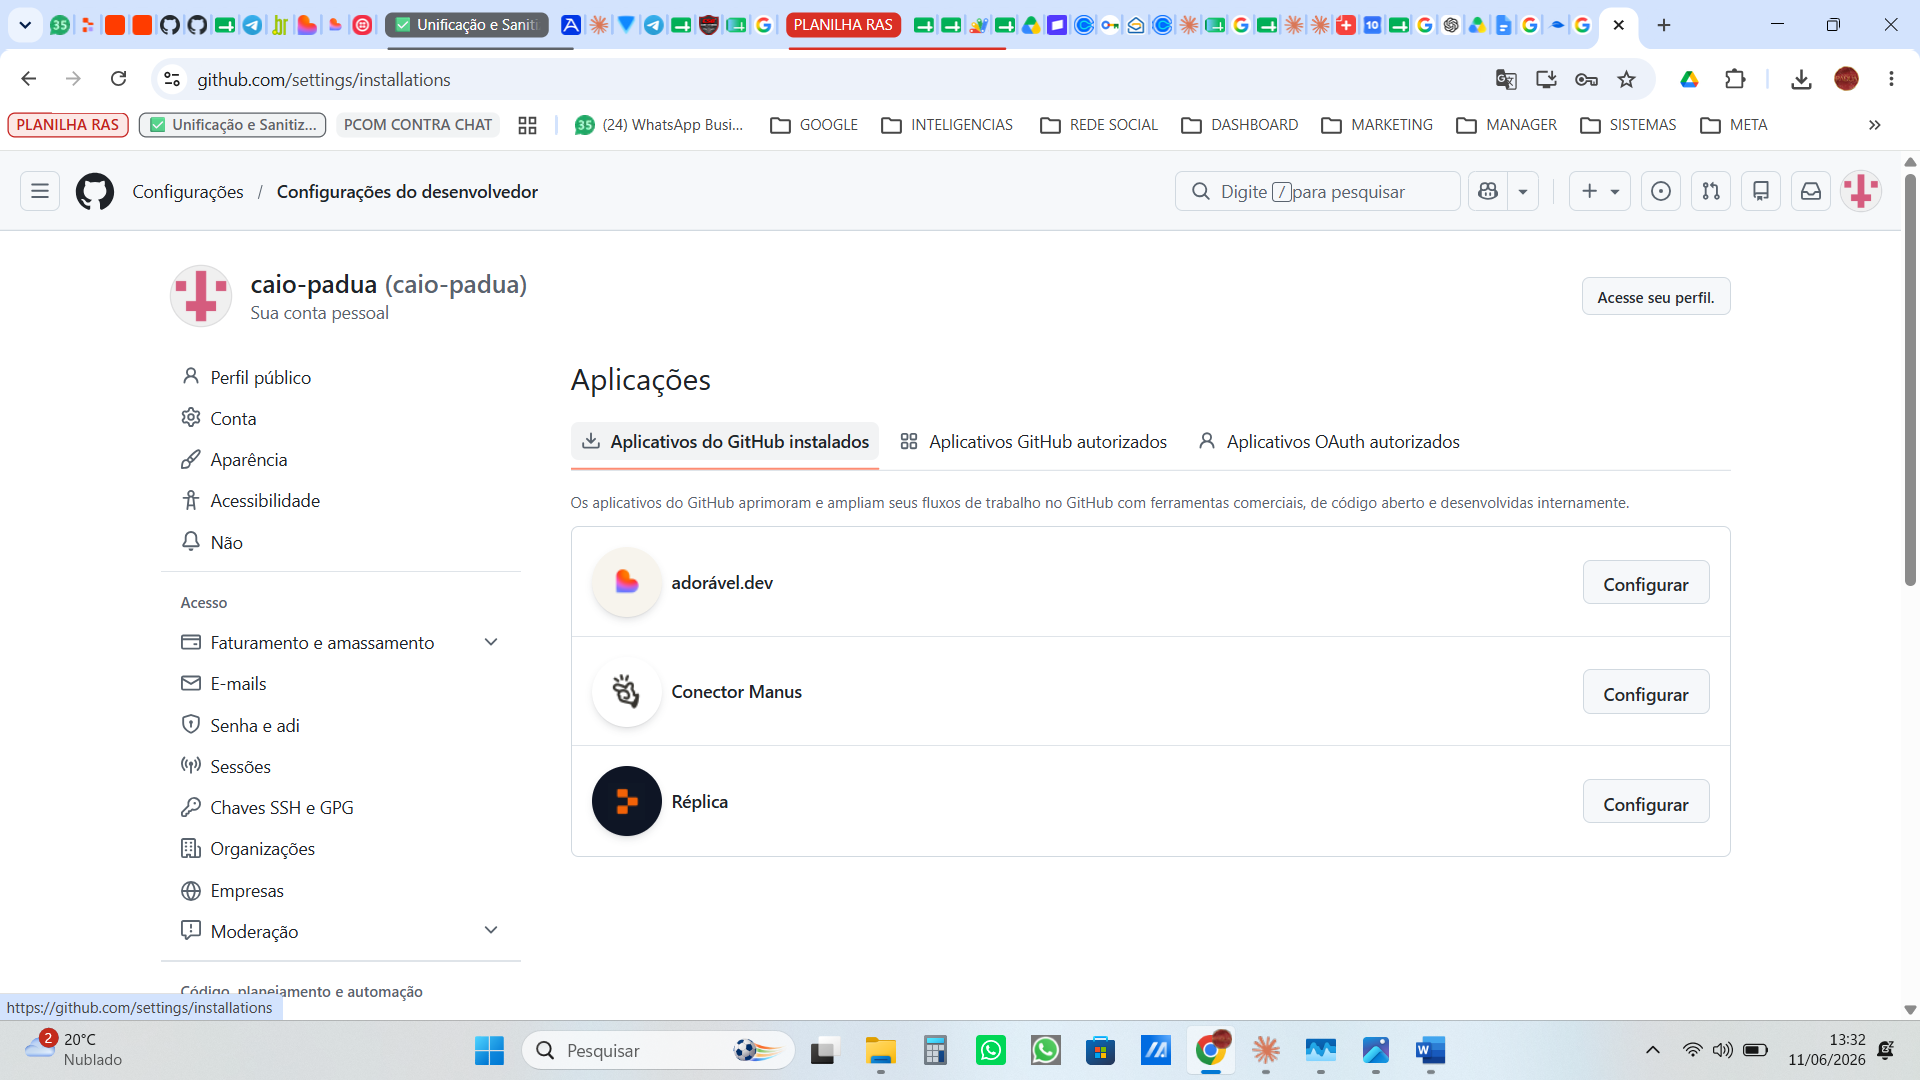 Unificação e Saniti
PLANILHA RAS
github.com/settings/installations
PLANILHA RAS
Unificação e Sanitiz...
PCOM CONTRA CHAT
(24) WhatsApp Busi...
GOOGLE
INTELIGENCIAS
REDE SOCIAL
DASHBOARD
MARKETING
MANAGER
SISTEMAS
META
Configurações / Configurações do desenvolvedor
Digite / para pesquisar
caio-padua (caio-padua)
Sua conta pessoal
Acesse seu perfil.
Perfil público
Conta
Aparência
Acessibilidade
Não
Acesso
Faturamento e amassamento
E-mails
Senha e adi
Sessões
Chaves SSH e GPG
Organizações
Empresas
Moderação
Código, planejamento e automação
Aplicações
Aplicativos do GitHub instalados
Aplicativos GitHub autorizados
Aplicativos OAuth autorizados
Os aplicativos do GitHub aprimoram e ampliam seus fluxos de trabalho no GitHub com ferramentas comerciais, de código aberto e desenvolvidas internamente.
adorável.dev
Configurar
Conector Manus
Configurar
Réplica
Configurar
https://github.com/settings/installations
2
20°C
Nublado
Pesquisar
13:32
11/06/2026